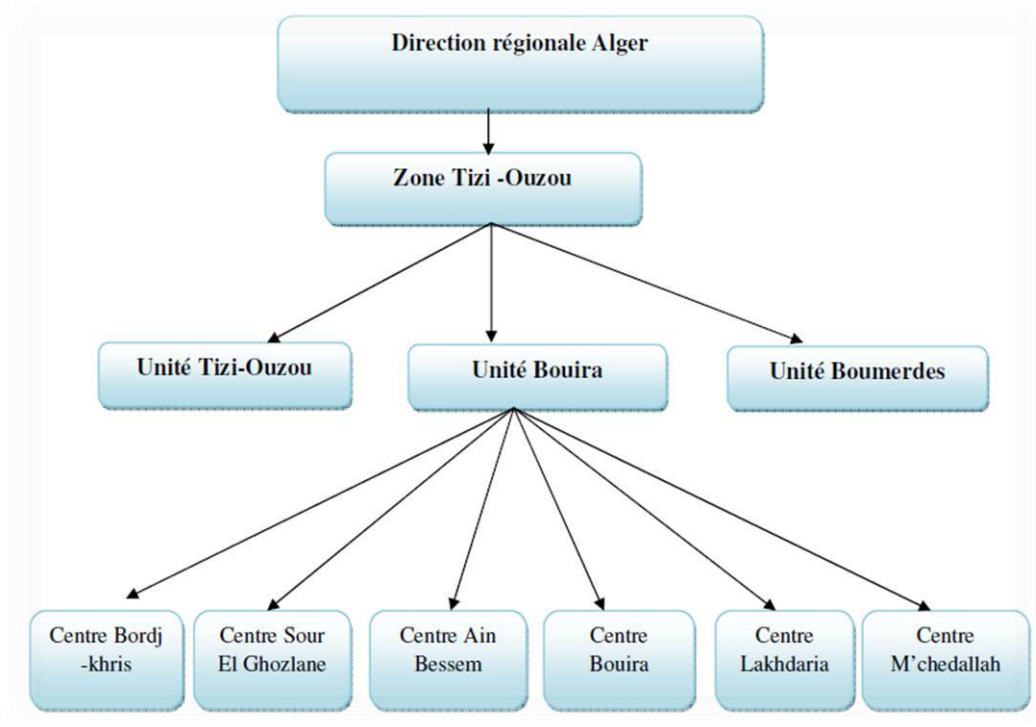 Direction régionale Alger
Zone Tizi -Ouzou
Unité Tizi-Ouzou
Unité Bouira
Unité Boumerdes
Centre Bordj
-khris
Centre Sour
El Ghozlane
Centre Ain
Bessem
Centre
Bouira
Centre
Lakhdaria
Centre
M’chedallah